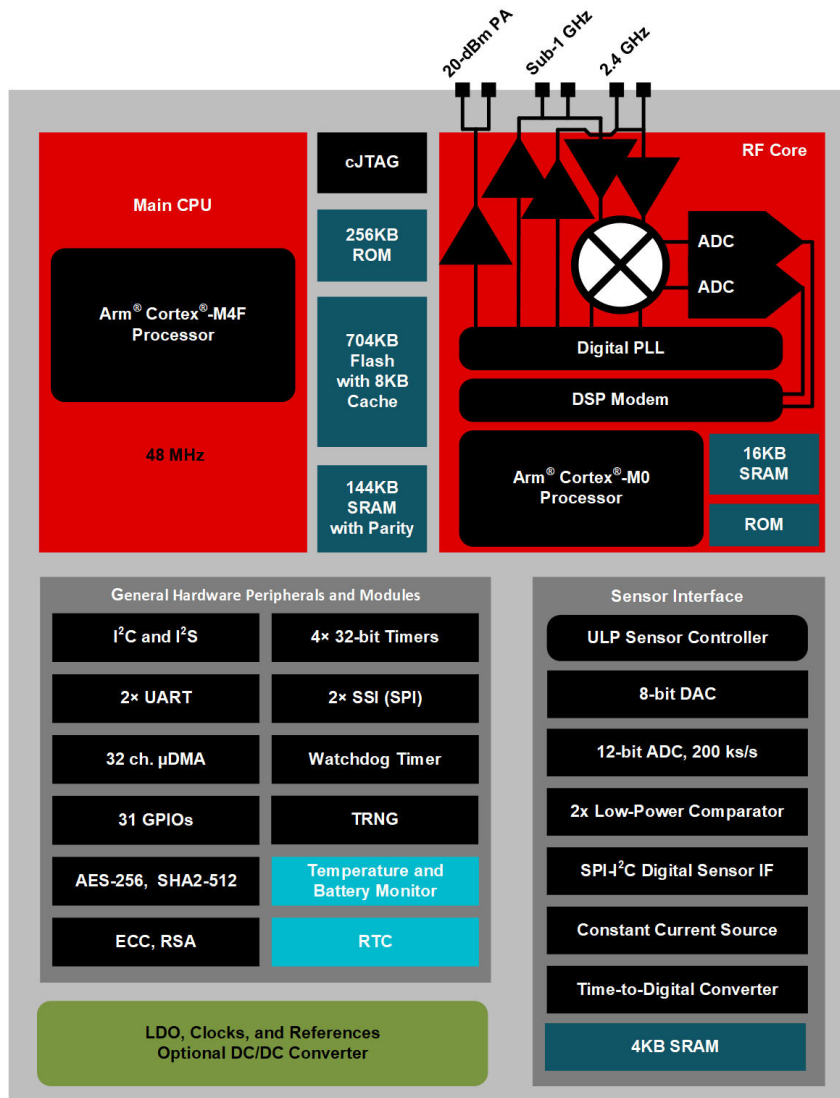 20-dBm PA
Sub-1 GHz
2.4 GHz
Main CPU
Arm® Cortex®-M4F
Processor
48 MHz
cJTAG
256KB
ROM
704KB
Flash
with 8KB
Cache
144KB
SRAM
with Parity
RF Core
ADC
ADC
Digital PLL
DSP Modem
Arm® Cortex®-M0
Processor
16KB
SRAM
ROM
General Hardware Peripherals and Modules
I²C and I²S
4× 32-bit Timers
2× UART
2× SSI (SPI)
32 ch. µDMA
Watchdog Timer
31 GPIOs
TRNG
AES-256, SHA2-512
Temperature and
Battery Monitor
ECC, RSA
RTC
LDO, Clocks, and References
Optional DC/DC Converter
Sensor Interface
ULP Sensor Controller
8-bit DAC
12-bit ADC, 200 ks/s
2x Low-Power Comparator
SPI-I²C Digital Sensor IF
Constant Current Source
Time-to-Digital Converter
4KB SRAM